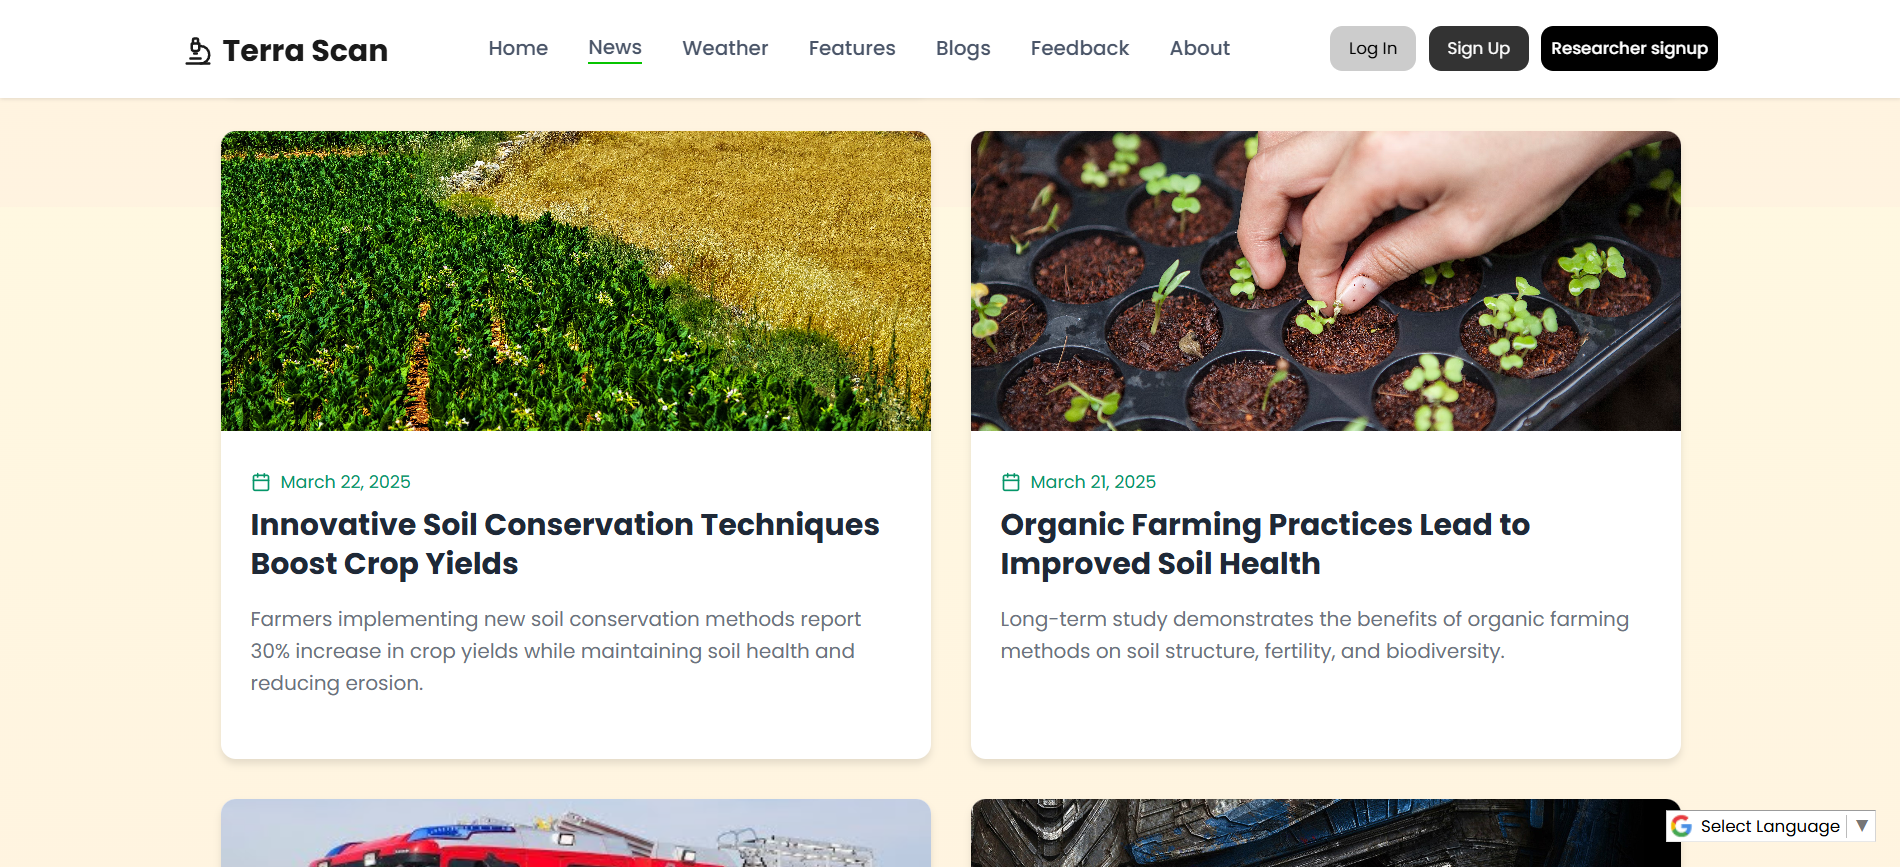 Terra Scan
Home
News
Weather
Features
Blogs
Feedback
About
Log In
Sign Up
Researcher signup
March 22, 2025
Innovative Soil Conservation Techniques
Boost Crop Yields
Farmers implementing new soil conservation methods report
30% increase in crop yields while maintaining soil health and
reducing erosion.
March 21, 2025
Organic Farming Practices Lead to
Improved Soil Health
Long-term study demonstrates the benefits of organic farming
methods on soil structure, fertility, and biodiversity.
Select Language